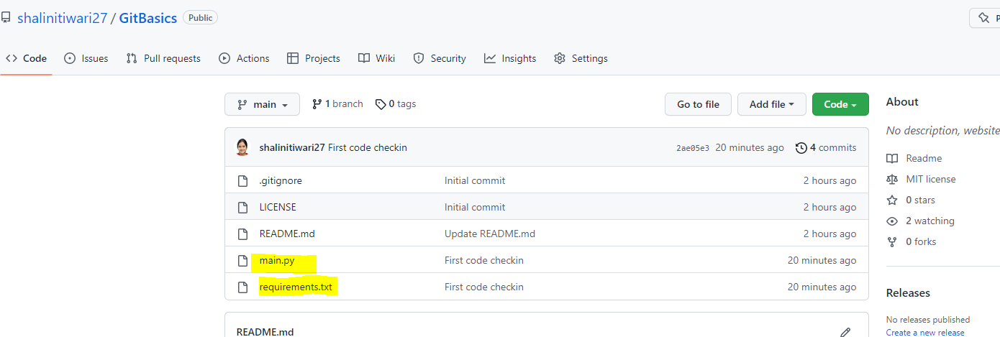 shalinitiwari27 / GitBasics Public
Code Issues Pull requests Actions Projects Wiki Security Insights Settings
main 1 branch 0 tags Go to file Add file Code
shalinitiwari27 First code checkin 2ae05e3 20 minutes ago 4 commits
.gitignore Initial commit 2 hours ago
LICENSE Initial commit 2 hours ago
README.md Update README.md 2 hours ago
main.py First code checkin 20 minutes ago
requirements.txt First code checkin 20 minutes ago
README.md
About
No description, website
Readme
MIT license
0 stars
2 watching
0 forks
Releases
No releases published
Create a new release